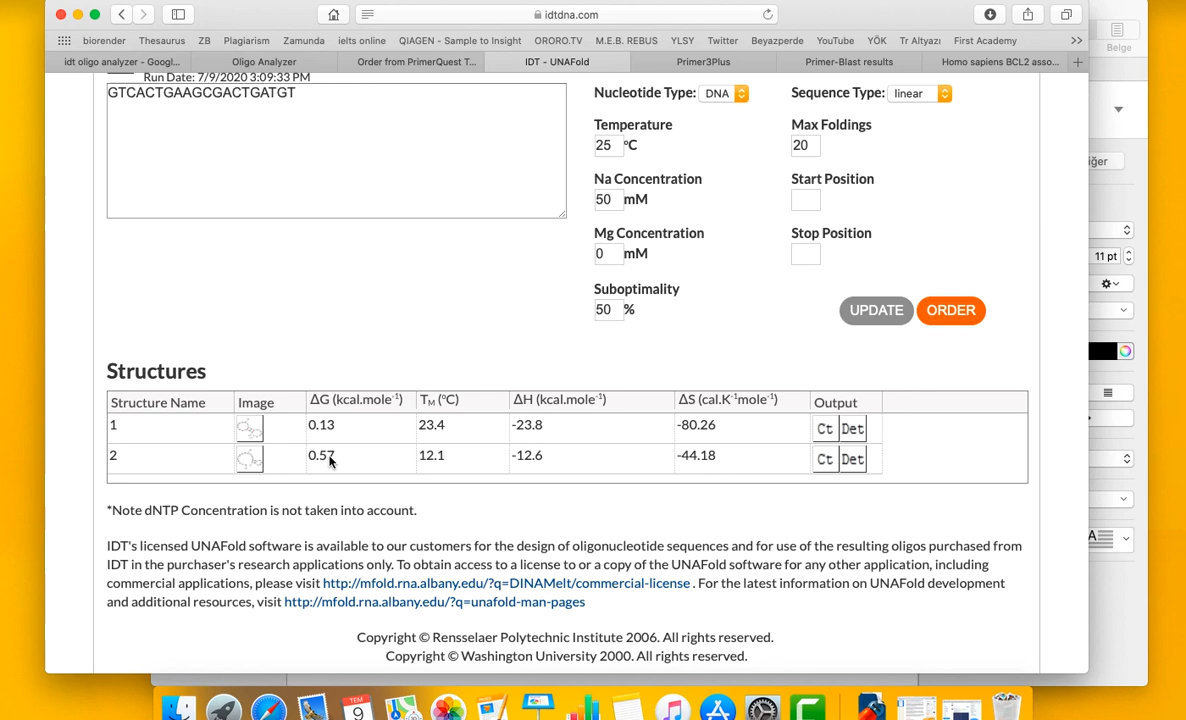 idtdna.com
biorender Thesaurus ZB Plagiarism Zamunda ielts online QIAGEN - Sample to Insight ORORO.TV M.E.B. REBUS YLSY Twitter Beyazperde YouTube YÖK Tr Altyazı First Academy
Belge
idt oligo analyzer - Googl... Oligo Analyzer Order from PrimerQuest T... IDT - UNAFold Primer3Plus Primer-Blast results Homo sapiens BCL2 asso...
Run Date: 7/9/2020 3:09:33 PM
GTCACTGAAGCGACTGATGT
Nucleotide Type: DNA Sequence Type: linear
Temperature Max Foldings
25 °C 20
Na Concentration Start Position
50 mM
Mg Concentration Stop Position
0 mM
Suboptimality
50 %
UPDATE ORDER
iğer
11 pt
Structures
Structure Name Image ΔG (kcal.mole-1) TM (°C) ΔH (kcal.mole-1) ΔS (cal.K-1mole-1) Output
1 0.13 23.4 -23.8 -80.26 Ct Det
2 0.57 12.1 -12.6 -44.18 Ct Det
*Note dNTP Concentration is not taken into account.
IDT's licensed UNAFold software is available to our customers for the design of oligonucleotide sequences and for use of the resulting oligos purchased from
IDT in the purchaser's research applications only. To obtain access to a license to or a copy of the UNAFold software for any other application, including
commercial applications, please visit http://mfold.rna.albany.edu/?q=DINAMelt/commercial-license . For the latest information on UNAFold development
and additional resources, visit http://mfold.rna.albany.edu/?q=unafold-man-pages
Copyright © Rensselaer Polytechnic Institute 2006. All rights reserved.
Copyright © Washington University 2000. All rights reserved.
TEM
9